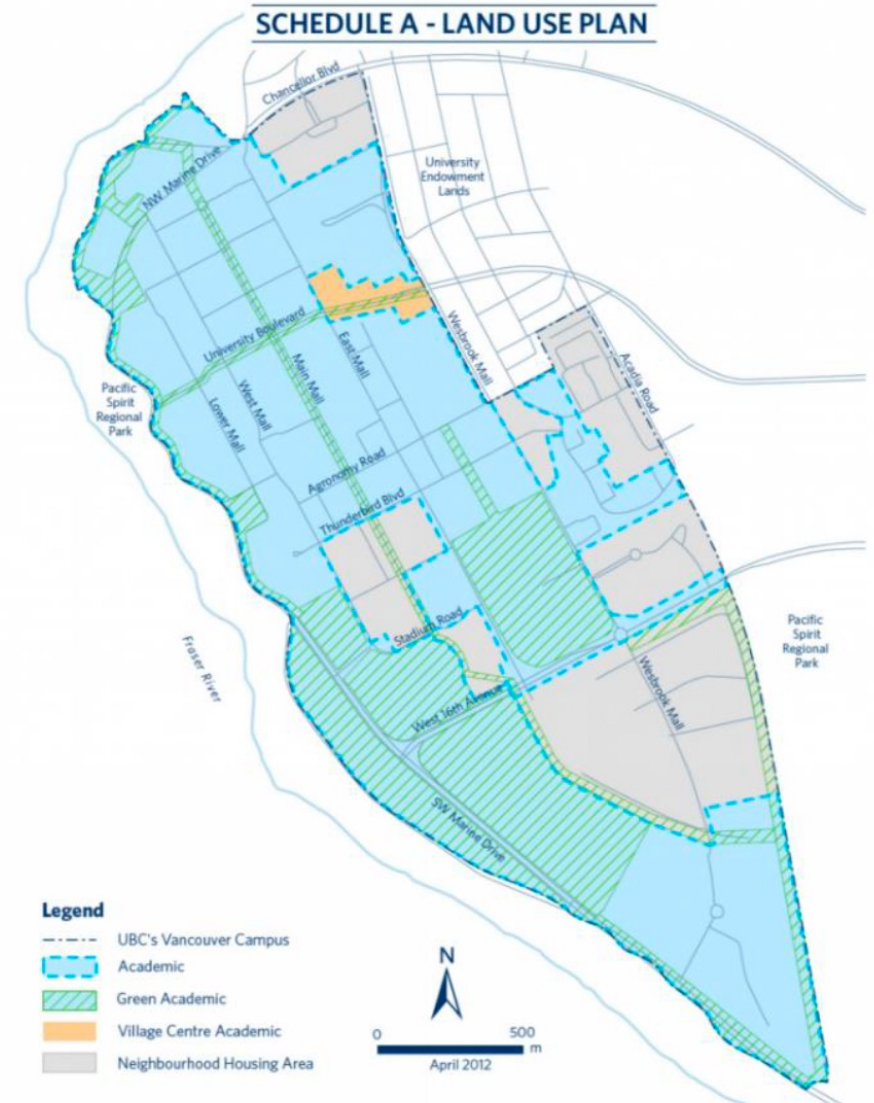 SCHEDULE A - LAND USE PLAN
Chancellor Blvd
NW Marine Drive
University
Endowment
Lands
University Boulevard
East Mall
Wesbrook Mall
Main Mall
West Mall
Lower Mall
Acadia Road
Pacific
Spirit
Regional
Park
Agronomy Road
Thunderbird Blvd
Stadium Road
Fraser River
Pacific
Spirit
Regional
Park
Wesbrook Mall
West 16th Avenue
SW Marine Drive
Legend
UBC's Vancouver Campus
Academic
Green Academic
Village Centre Academic
Neighbourhood Housing Area
N
0 500
m
April 2012